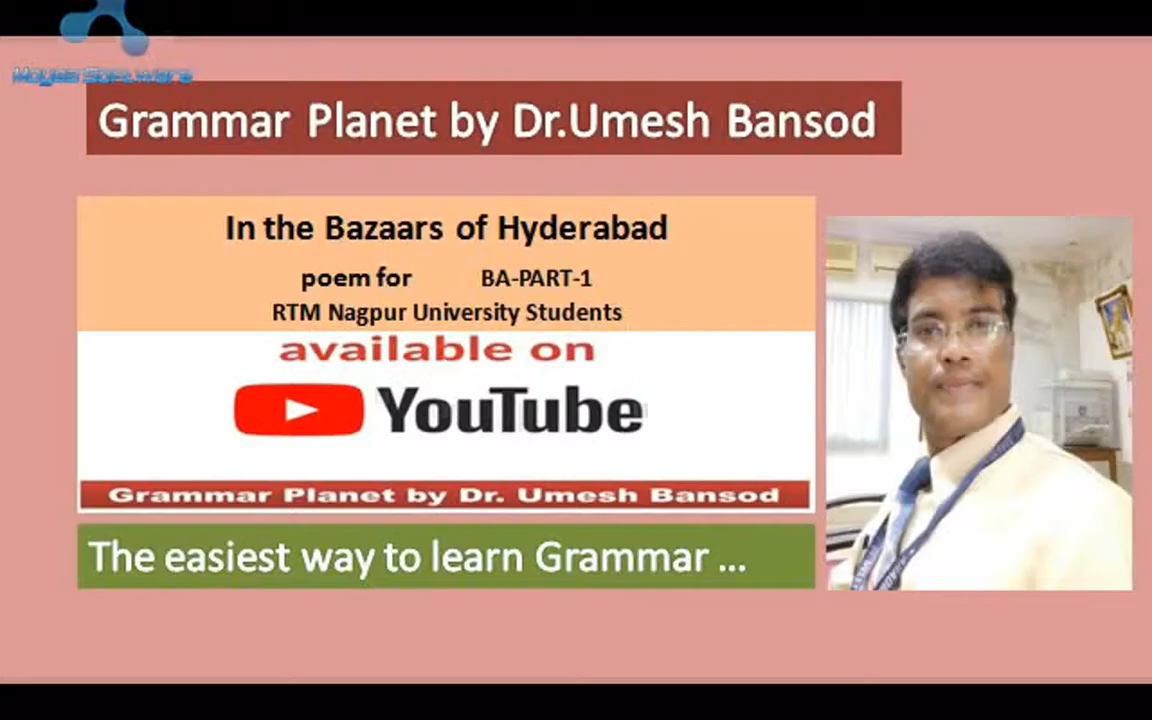 Grammar Planet by Dr.Umesh Bansod
In the Bazaars of Hyderabad
poem for BA-PART-1
RTM Nagpur University Students
available on
YouTube
Grammar Planet by Dr. Umesh Bansod
The easiest way to learn Grammar ...